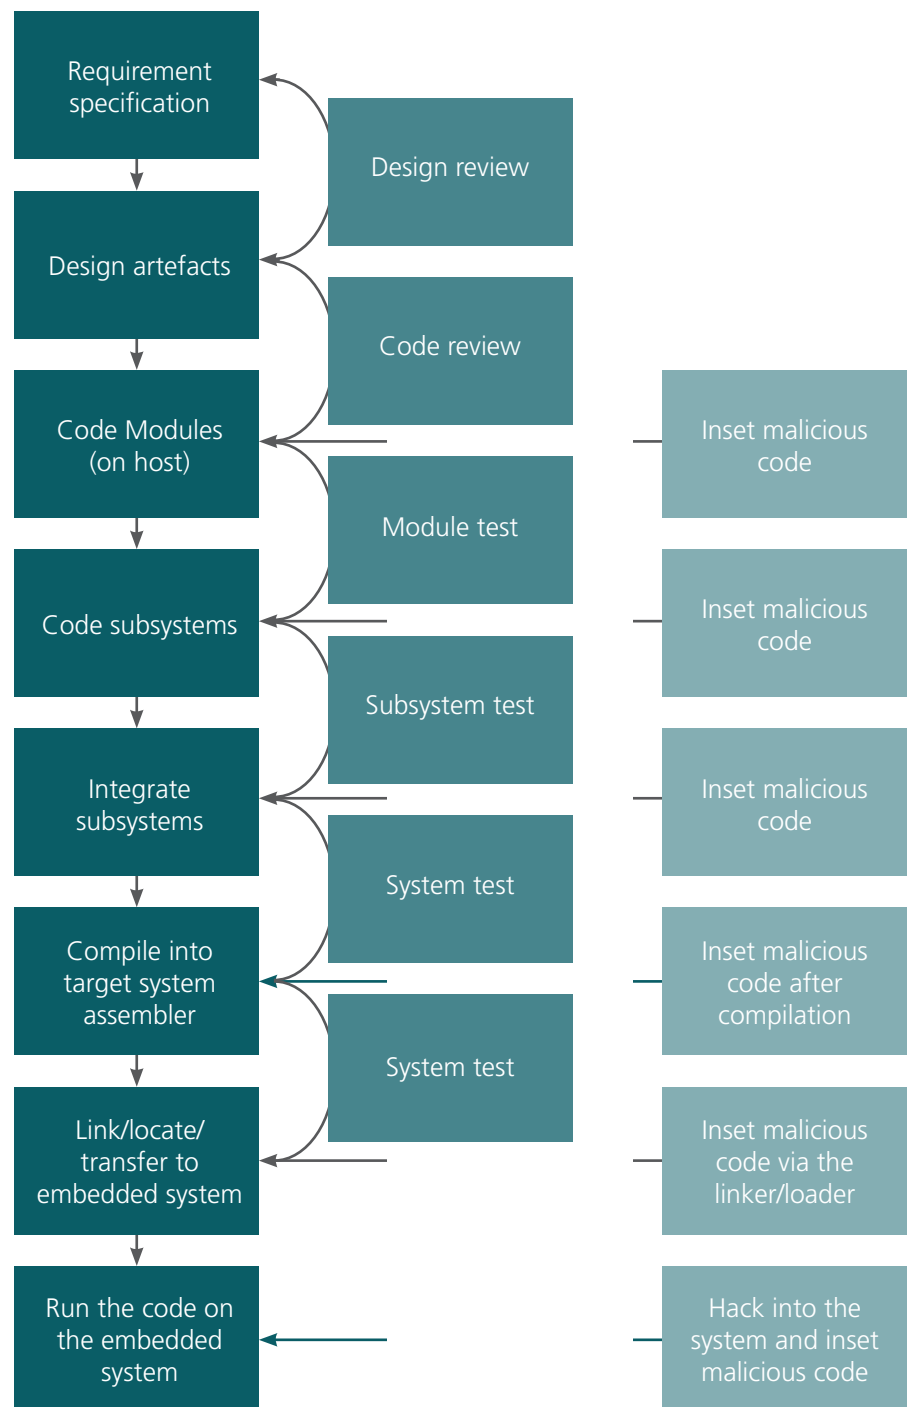 Requirement
specification
Design review
Design artefacts
Code review
Code Modules
(on host)
Inset malicious
code
Module test
Code subsystems
Inset malicious
code
Subsystem test
Integrate
subsystems
Inset malicious
code
System test
Compile into
target system
assembler
Inset malicious
code after
compilation
System test
Link/locate/
transfer to
embedded system
Inset malicious
code via the
linker/loader
Run the code on
the embedded
system
Hack into the
system and inset
malicious code